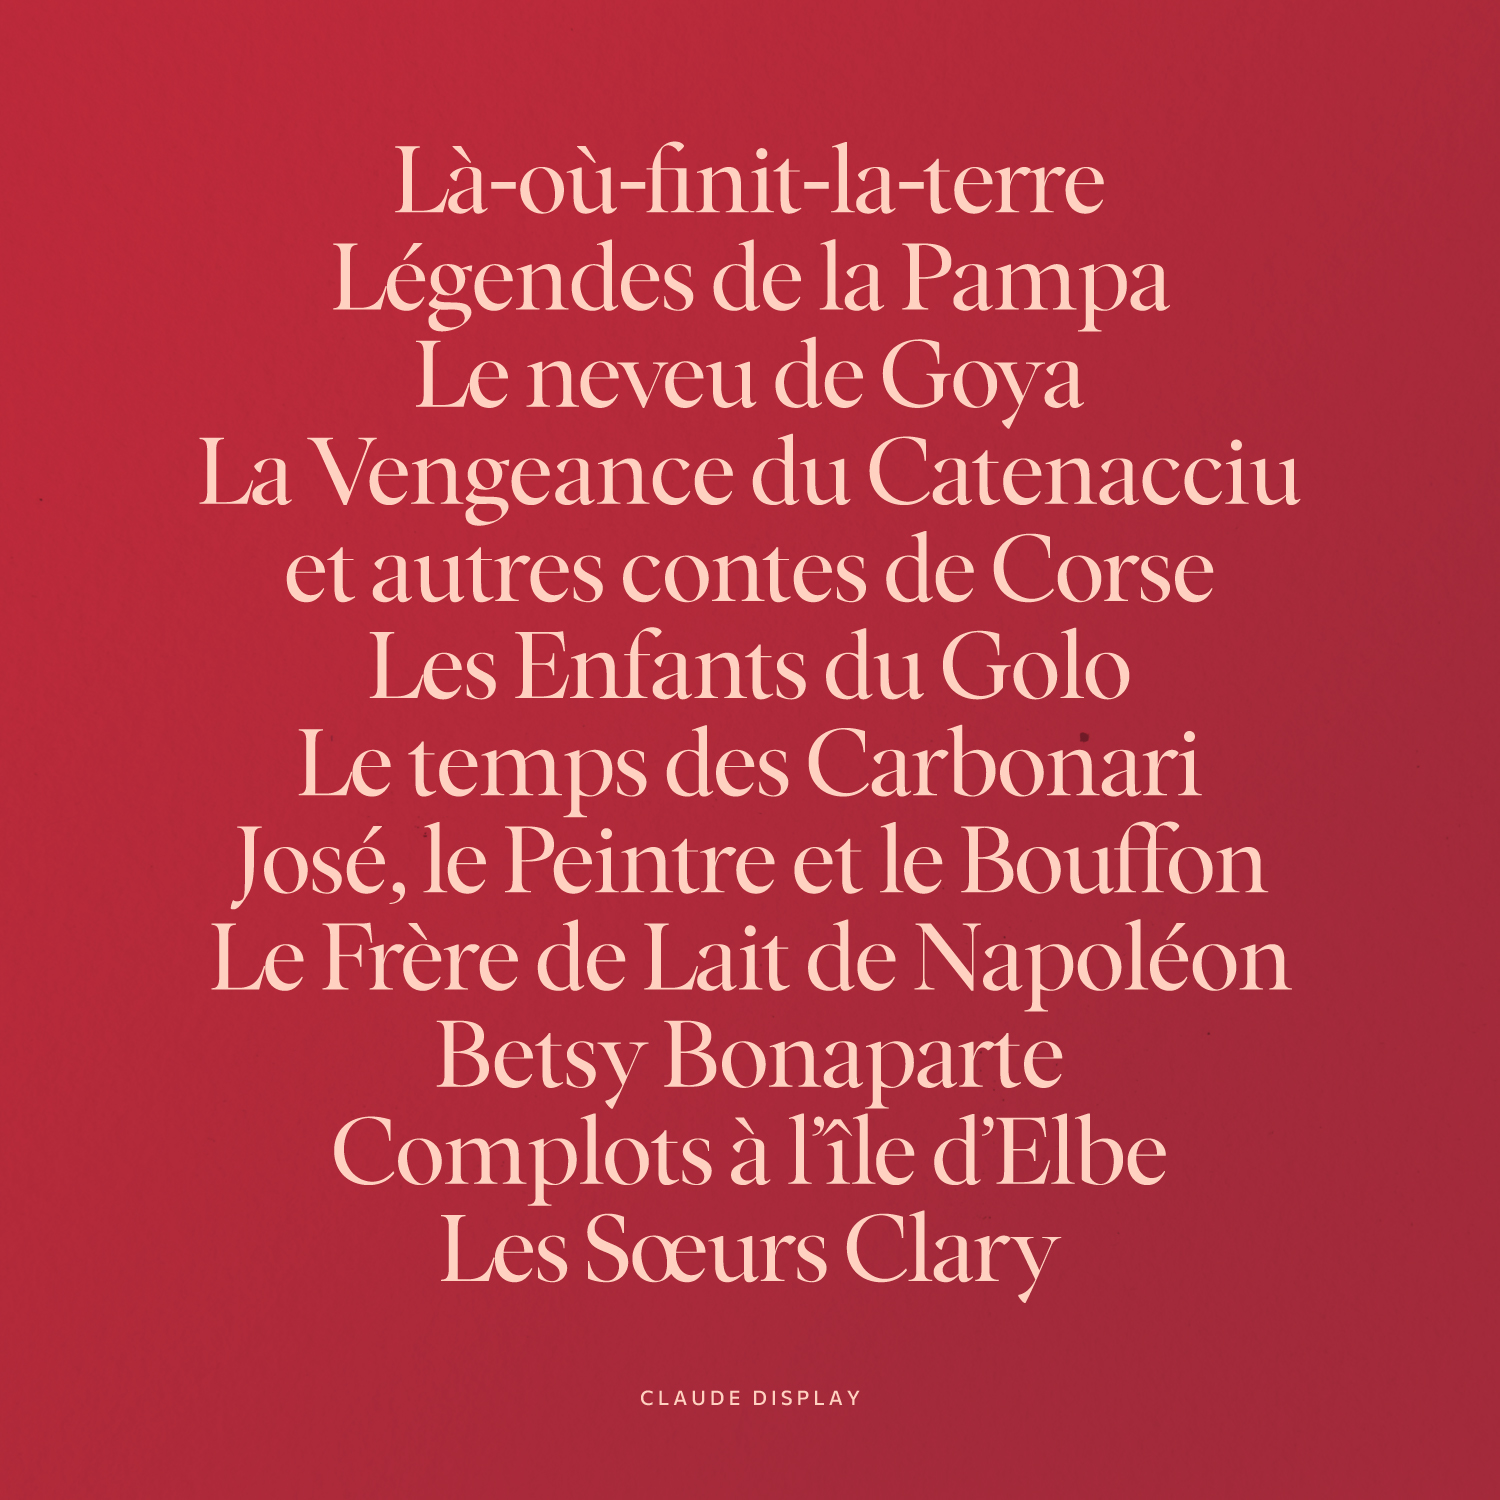 Là-où-finit-la-terre
Légendes de la Pampa
Le neveu de Goya
La Vengeance du Catenacciu
et autres contes de Corse
Les Enfants du Golo
Le temps des Carbonari
José, le Peintre et le Bouffon
Le Frère de Lait de Napoléon
Betsy Bonaparte
Complots à l’île d’Elbe
Les Sœurs Clary
CLAUDE DISPLAY